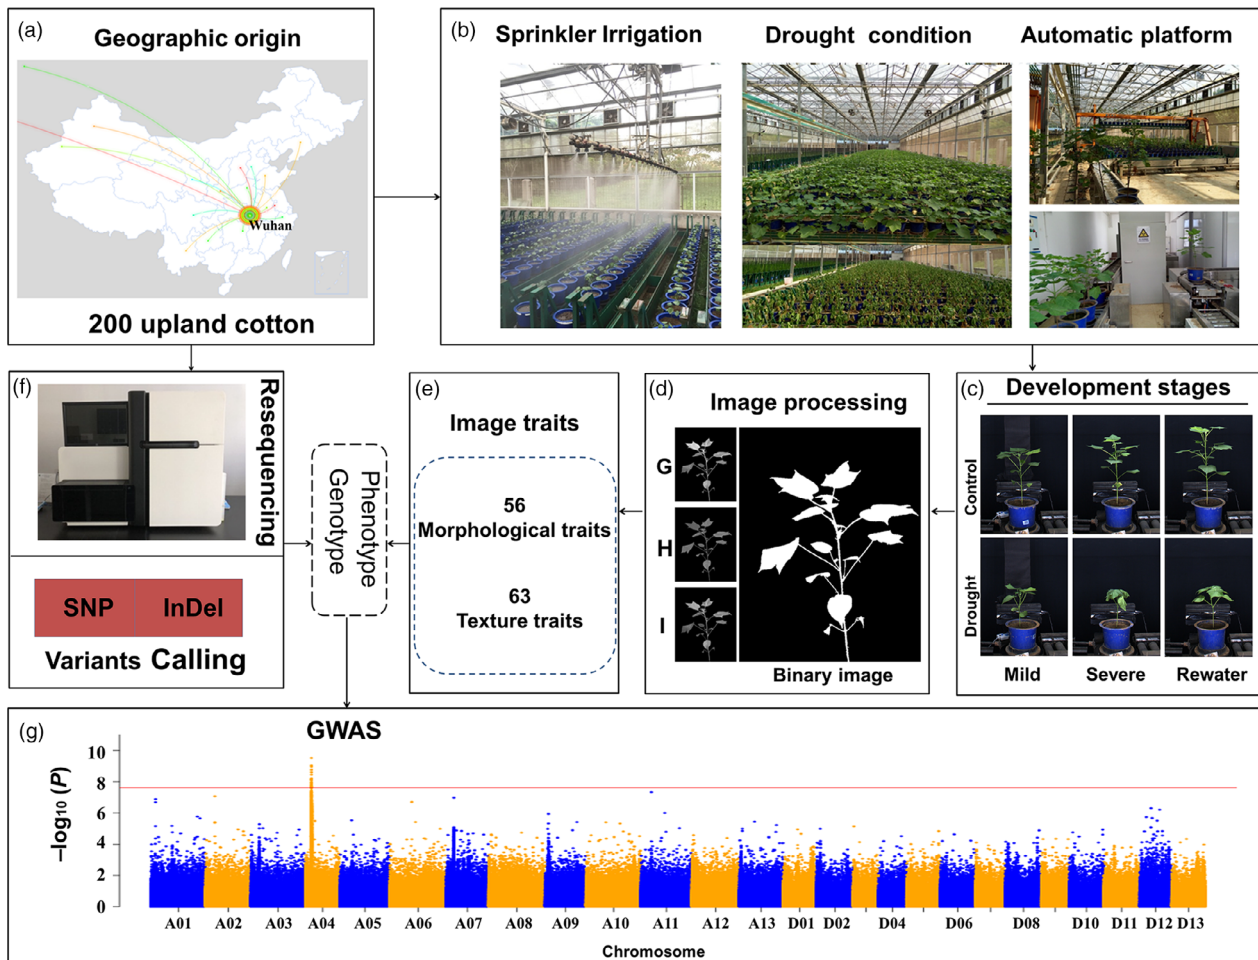 (a)
Geographic origin
Wuhan
200 upland cotton
(b)
Sprinkler Irrigation
Drought condition
Automatic platform
(c)
Development stages
Control
Drought
Mild
Severe
Rewater
(d)
Image processing
G
H
I
Binary image
(e)
Image traits
56
Morphological traits
63
Texture traits
Phenotype
Genotype
(f)
Resequencing
SNP
InDel
Variants Calling
(g)
GWAS
−log10 (P)
10
8
6
4
2
0
A01
A02
A03
A04
A05
A06
A07
A08
A09
A10
A11
A12
A13
D01
D02
D04
D06
D08
D10
D11
D12
D13
Chromosome